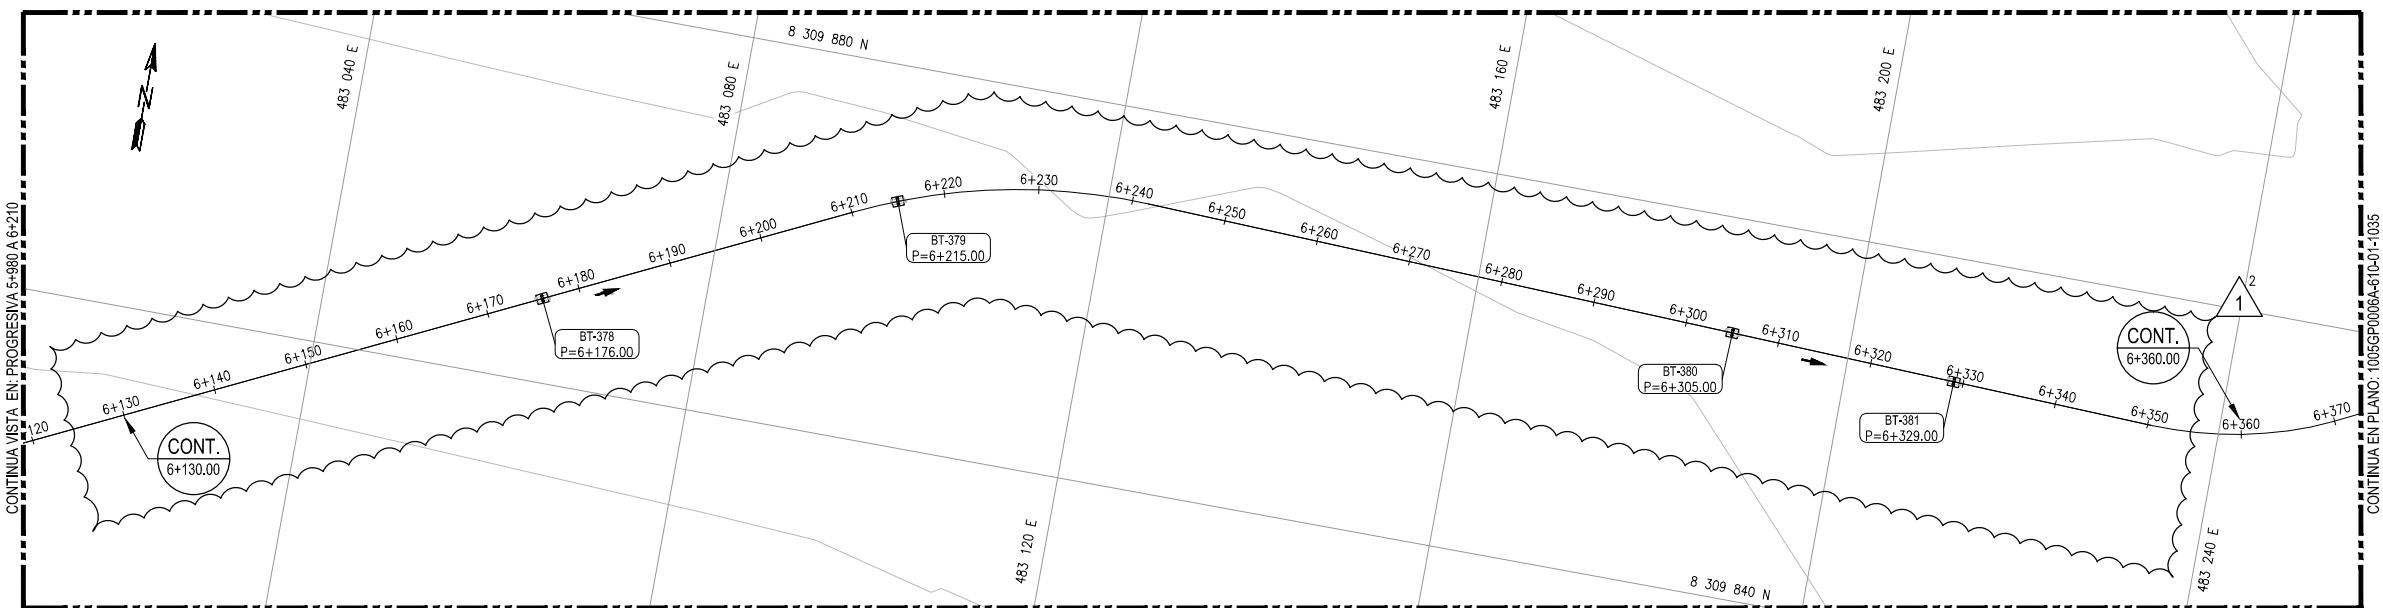 8 309 880 N
483 040 E
483 080 E
483 160 E
483 200 E
N
6+220
6+230
6+240
6+210
6+250
6+200
6+260
6+190
6+270
6+180
6+280
6+170
6+290
6+160
6+300
6+150
6+310
6+140
6+320
6+130
6+330
120
6+340
6+350
6+360
6+370
BT-379
P=6+215.00
BT-378
P=6+176.00
BT-380
P=6+305.00
BT-381
P=6+329.00
CONT.
6+130.00
CONT.
6+360.00
1
2
483 120 E
8 309 840 N
483 240 E
CONTINUA VISTA EN: PROGRESIVA 5+980 A 6+210
CONTINUA EN PLANO: 1005GP0006A-610-01-1035